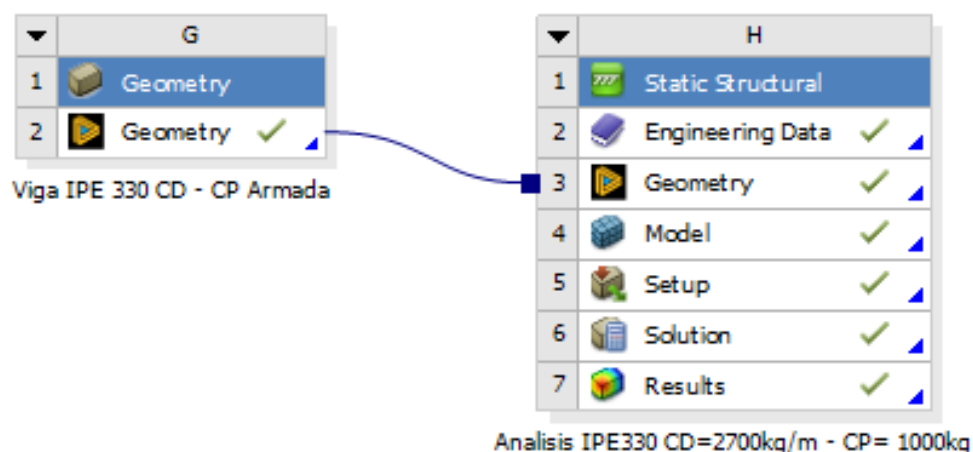 G
1 Geometry
2 Geometry
Viga IPE 330 CD - CP Armada
H
1 Static Structural
2 Engineering Data
3 Geometry
4 Model
5 Setup
6 Solution
7 Results
Analisis IPE330 CD=2700kg/m - CP= 1000kg